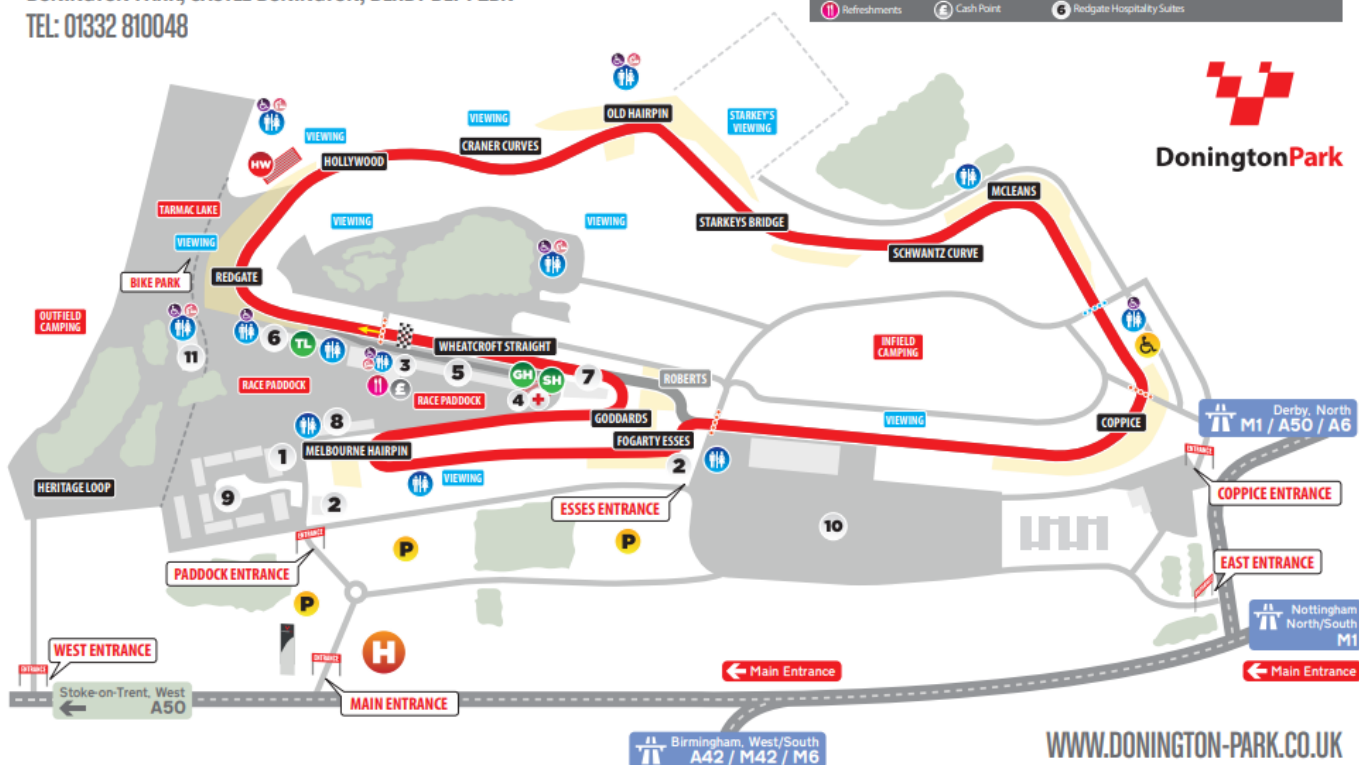 TEL: 01332 810048
Refreshments
£ Cash Point
6 Redgate Hospitality Suites
DoningtonPark
OLD HAIRPIN
VIEWING
STARKEY'S
VIEWING
VIEWING
CRANER CURVES
HOLLYWOOD
HW
MCLEANS
TARMAC LAKE
VIEWING
VIEWING
STARKEYS BRIDGE
VIEWING
SCHWANTZ CURVE
BIKE PARK
REDGATE
OUTFIELD
CAMPING
6
TL
11
WHEATCROFT STRAIGHT
INFIELD
CAMPING
3
5
GH
SH
7
ROBERTS
RACE PADDOCK
£
RACE PADDOCK
4
GODDARDS
VIEWING
COPPICE
Derby, North
M1 / A50 / A6
8
MELBOURNE HAIRPIN
FOGARTY ESSES
1
2
ENTRANCE
HERITAGE LOOP
VIEWING
COPPICE ENTRANCE
9
2
ESSES ENTRANCE
10
ENTRANCE
P
P
PADDOCK ENTRANCE
EAST ENTRANCE
P
Nottingham
North/South
M1
WEST ENTRANCE
H
ENTRANCE
ENTRANCE
Main Entrance
Main Entrance
Stoke-on-Trent, West
A50
MAIN ENTRANCE
Birmingham, West/South
A42 / M42 / M6
WWW.DONINGTON-PARK.CO.UK